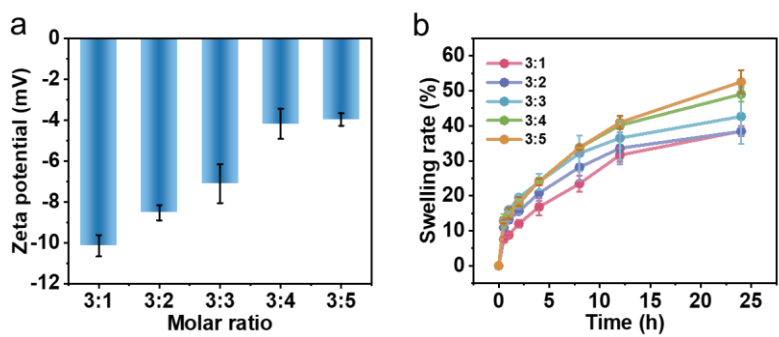 a
Zeta potential (mV)
0
-2
-4
-6
-8
-10
-12
3:1 3:2 3:3 3:4 3:5
Molar ratio
b
Swelling rate (%)
60
50
40
30
20
10
0
3:1
3:2
3:3
3:4
3:5
0 5 10 15 20 25
Time (h)